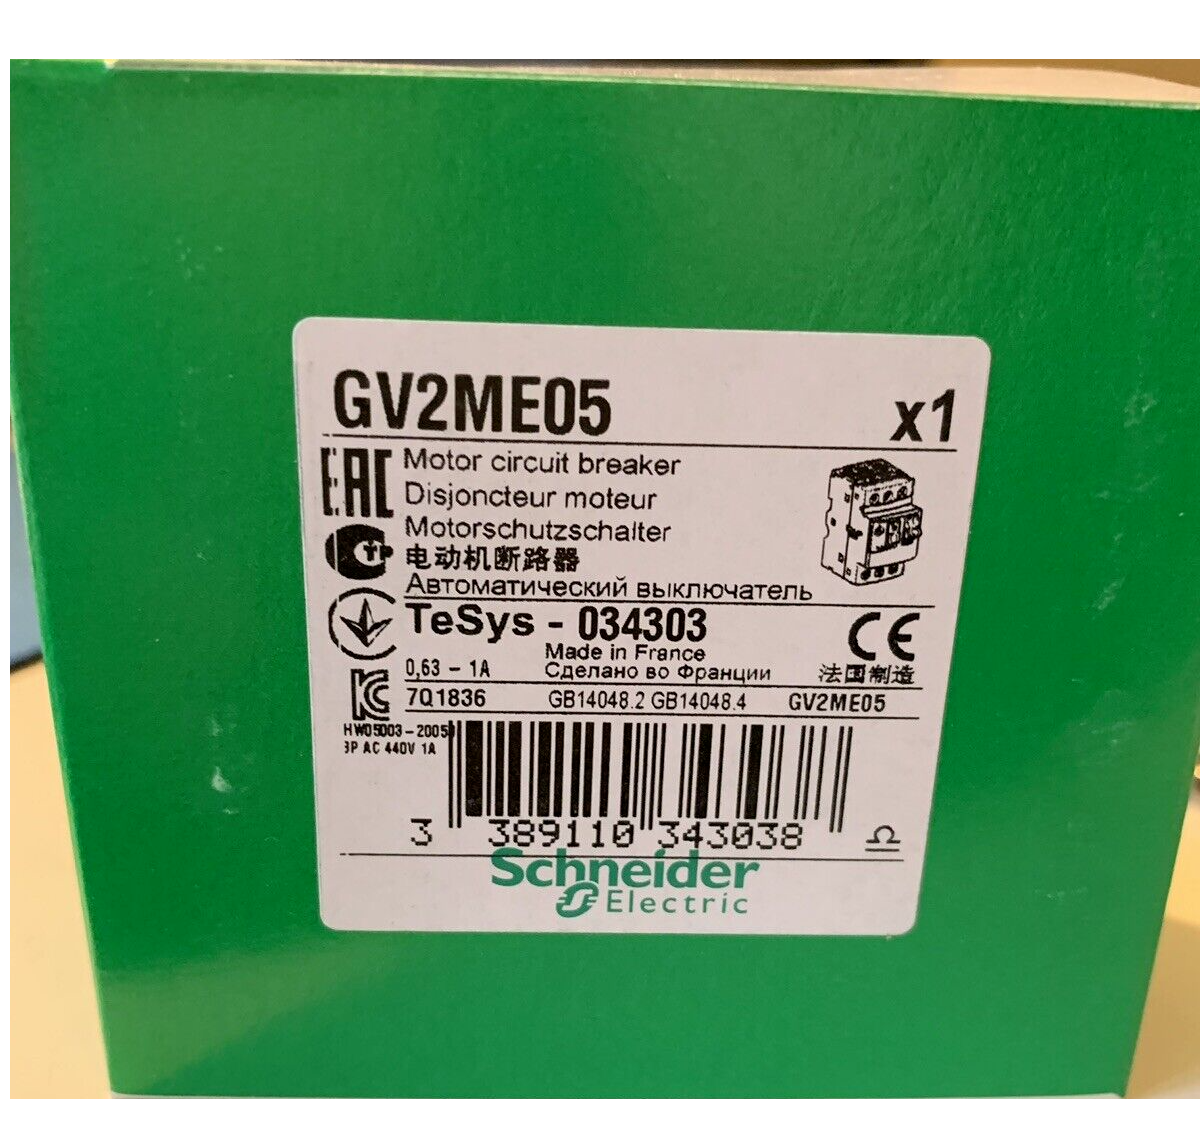 GV2ME05 x1
EAC Motor circuit breaker
Disjoncteur moteur
Motorschutzschalter
电动机断路器
Автоматический выключатель
TeSys - 034303 CE
Made in France
0,63 - 1A Сделано во Франции 法国制造
7Q1836 GB14048.2 GB14048.4 GV2ME05
HW05003-2005
3P AC 440V 1A
3 389110 343038
Schneider
Electric